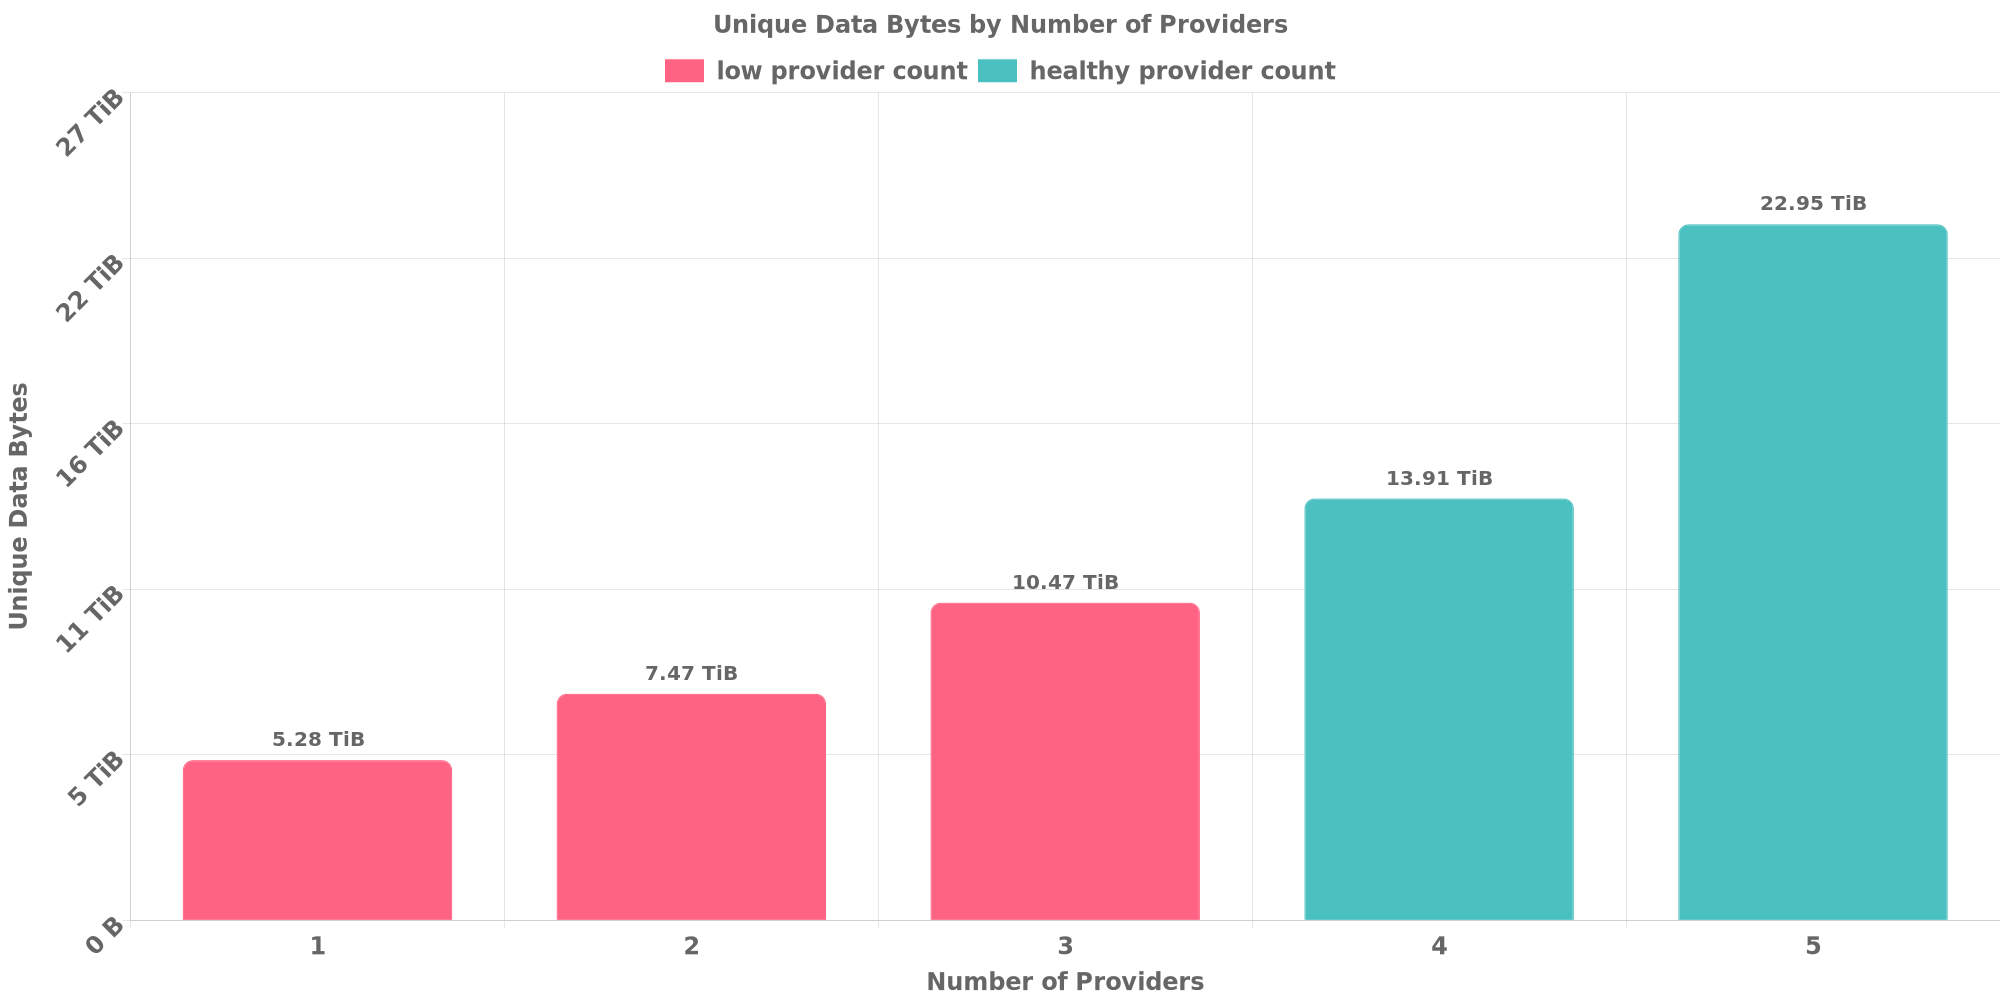 Unique Data Bytes by Number of Providers
low provider count healthy provider count
27 TiB
22 TiB
16 TiB
11 TiB
5 TiB
0 B
Unique Data Bytes
5.28 TiB
7.47 TiB
10.47 TiB
13.91 TiB
22.95 TiB
1 2 3 4 5
Number of Providers